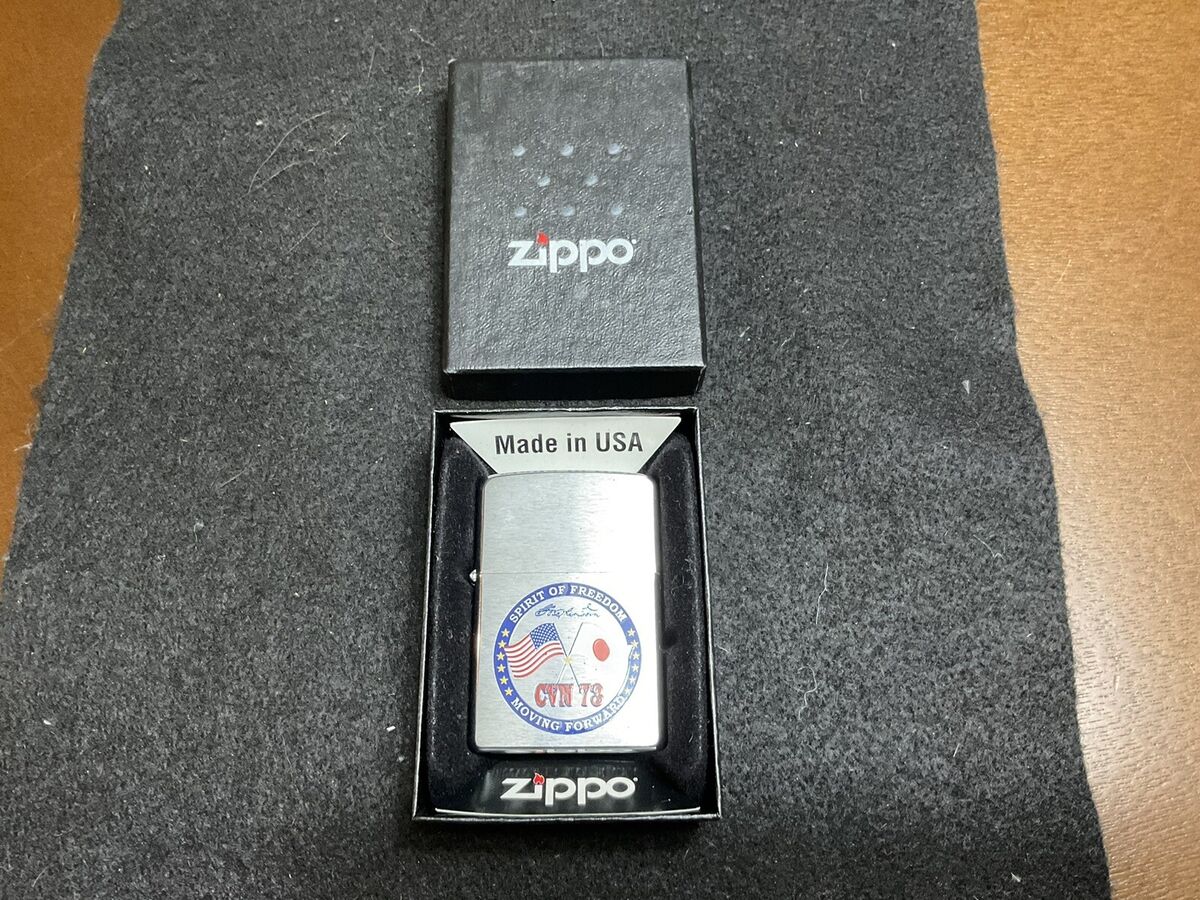 zippo
Made in USA
SPIRIT OF FREEDOM
CVN 73
MOVING FORWARD
zippo